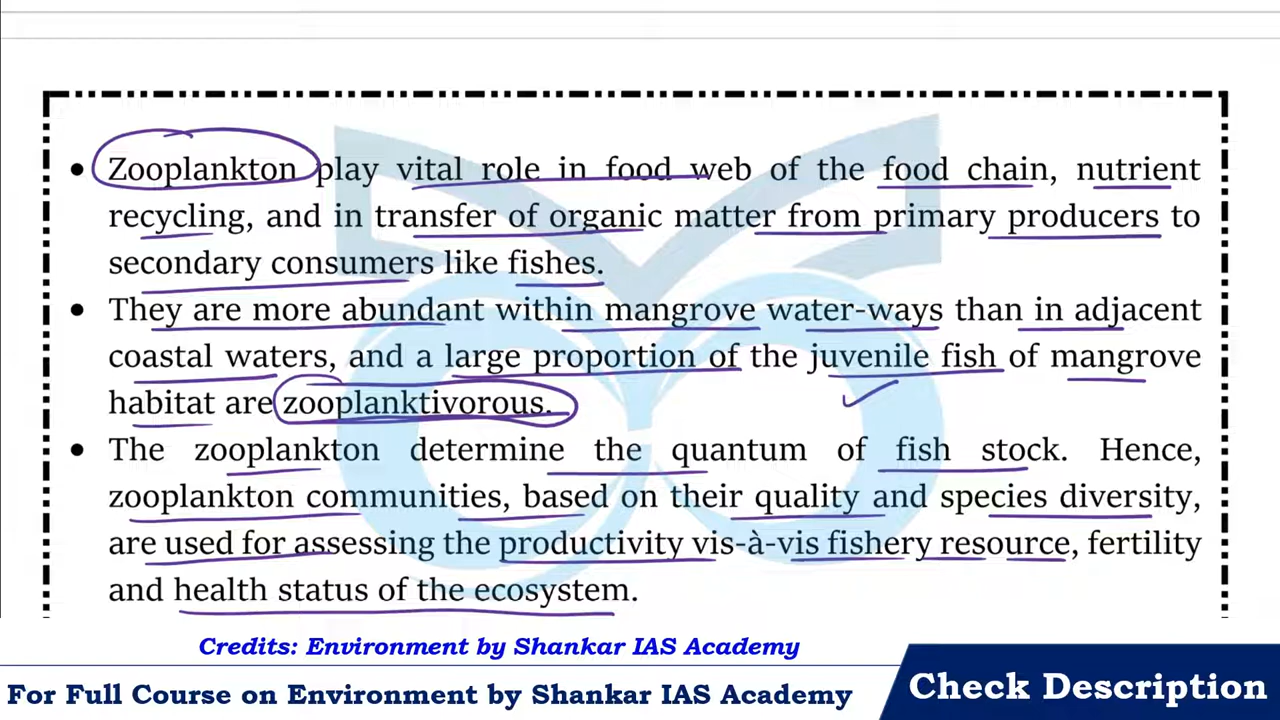 • Zooplankton play vital role in food web of the food chain, nutrient
recycling, and in transfer of organic matter from primary producers to
secondary consumers like fishes.
• They are more abundant within mangrove water-ways than in adjacent
coastal waters, and a large proportion of the juvenile fish of mangrove
habitat are zooplanktivorous.
• The zooplankton determine the quantum of fish stock. Hence,
zooplankton communities, based on their quality and species diversity,
are used for assessing the productivity vis-à-vis fishery resource, fertility
and health status of the ecosystem.
Credits: Environment by Shankar IAS Academy
For Full Course on Environment by Shankar IAS Academy
Check Description